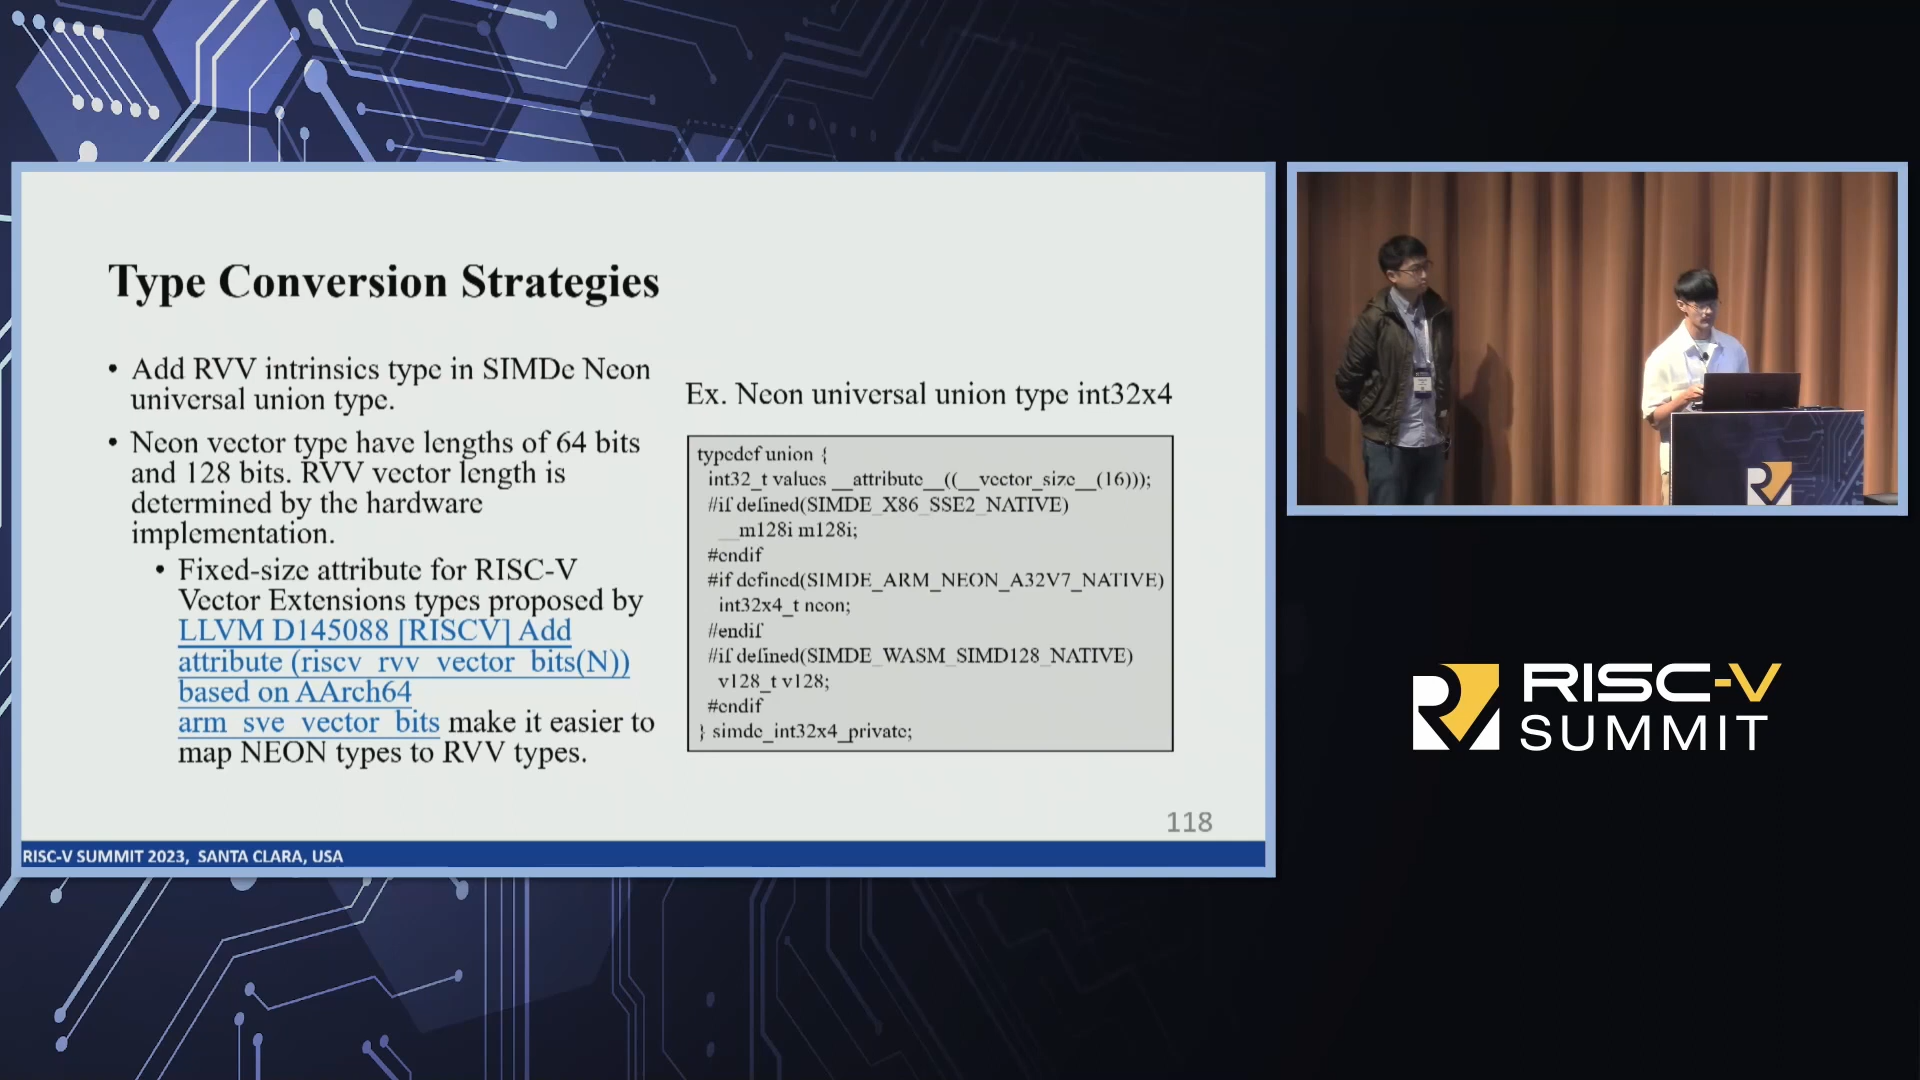 Type Conversion Strategies
• Add RVV intrinsics type in SIMDe Neon
universal union type.
• Neon vector type have lengths of 64 bits
and 128 bits. RVV vector length is
determined by the hardware
implementation.
• Fixed-size attribute for RISC-V
Vector Extensions types proposed by
LLVM D145088 [RISCV] Add
attribute (riscv_rvv_vector_bits(N))
based on AArch64
arm_sve_vector_bits make it easier to
map NEON types to RVV types.
Ex. Neon universal union type int32x4
typedef union {
int32_t values __attribute__((__vector_size__(16)));
#if defined(SIMDE_X86_SSE2_NATIVE)
__m128i m128i;
#endif
#if defined(SIMDE_ARM_NEON_A32V7_NATIVE)
int32x4_t neon;
#endif
#if defined(SIMDE_WASM_SIMD128_NATIVE)
v128_t v128;
#endif
} simde_int32x4_private;
118
RISC-V SUMMIT 2023, SANTA CLARA, USA
RISC-V
SUMMIT